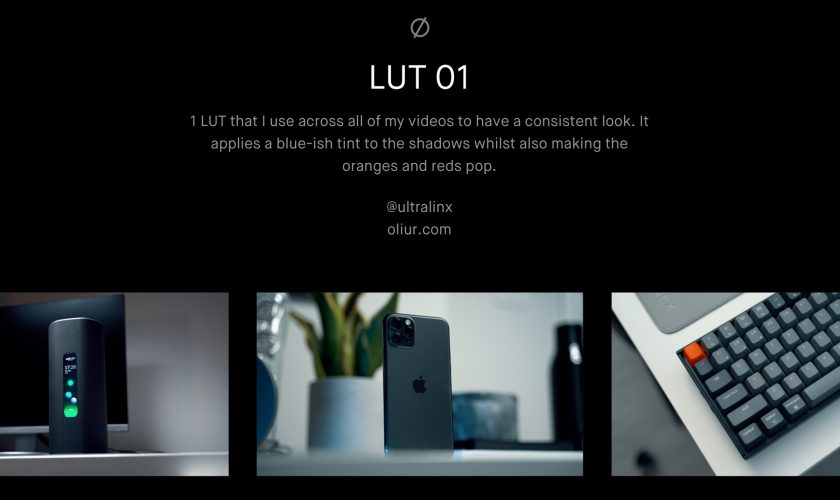 LUT 01
1 LUT that I use across all of my videos to have a consistent look. It
applies a blue-ish tint to the shadows whilst also making the
oranges and reds pop.
@ultralinx
oliur.com